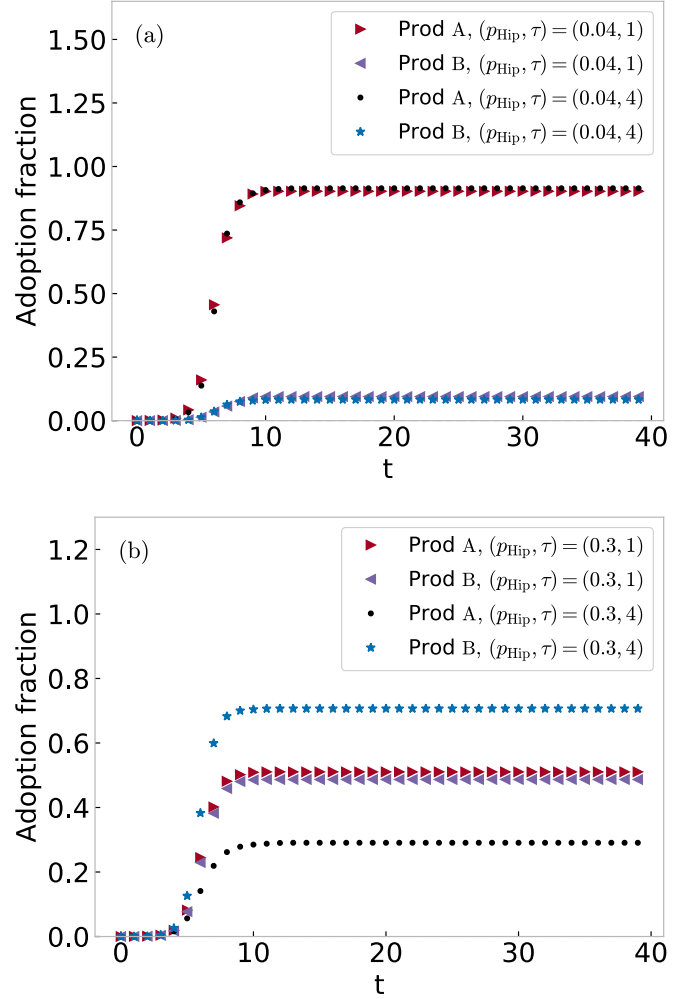 (a)
Prod A, (p_Hip, τ) = (0.04, 1)
Prod B, (p_Hip, τ) = (0.04, 1)
Prod A, (p_Hip, τ) = (0.04, 4)
Prod B, (p_Hip, τ) = (0.04, 4)
Adoption fraction
1.50
1.25
1.00
0.75
0.50
0.25
0.00
0 10 20 30 40
t
(b)
Prod A, (p_Hip, τ) = (0.3, 1)
Prod B, (p_Hip, τ) = (0.3, 1)
Prod A, (p_Hip, τ) = (0.3, 4)
Prod B, (p_Hip, τ) = (0.3, 4)
Adoption fraction
1.2
1.0
0.8
0.6
0.4
0.2
0.0
0 10 20 30 40
t